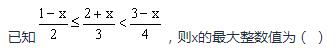 已知 (1-x)/2 ≤ (2+x)/3 < (3-x)/4 ，则x的最大整数值为（ ）